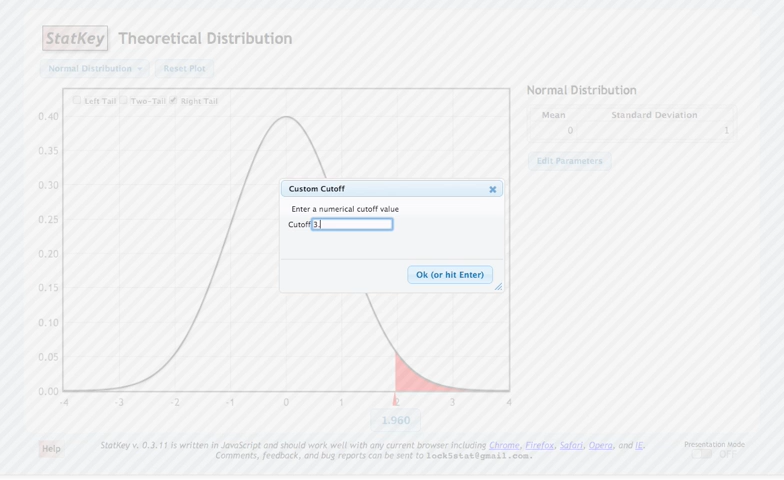 StatKey Theoretical Distribution
Normal Distribution Reset Plot
Left Tail Two-Tail Right Tail
Normal Distribution
Mean Standard Deviation
0 1
Edit Parameters
0.40
0.35
0.30
0.25
0.20
0.15
0.10
0.05
0.00
-4 -3 -2 -1 0 1 2 3 4
1.960
Custom Cutoff
Enter a numerical cutoff value
Cutoff 3.
Ok (or hit Enter)
Help
StatKey v. 0.3.11 is written in JavaScript and should work well with any current browser including Chrome, Firefox, Safari, Opera, and IE.
Comments, feedback, and bug reports can be sent to lock5stat@gmail.com.
Presentation Mode
OFF